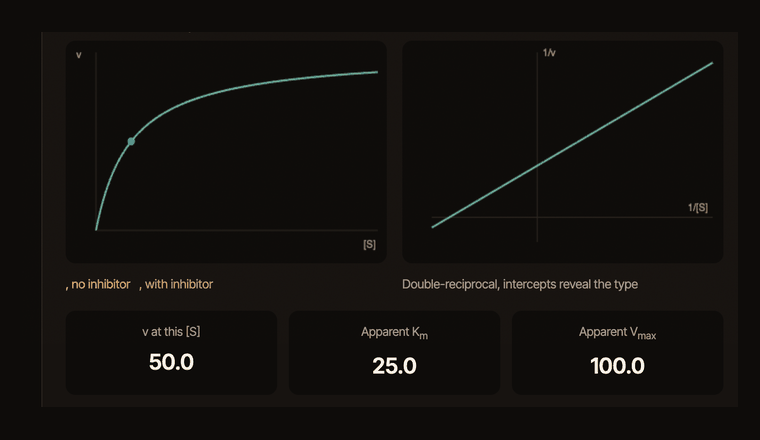 v
[S]
1/v
1/[S]
, no inhibitor , with inhibitor
Double-reciprocal, intercepts reveal the type
v at this [S]
50.0
Apparent Km
25.0
Apparent Vmax
100.0